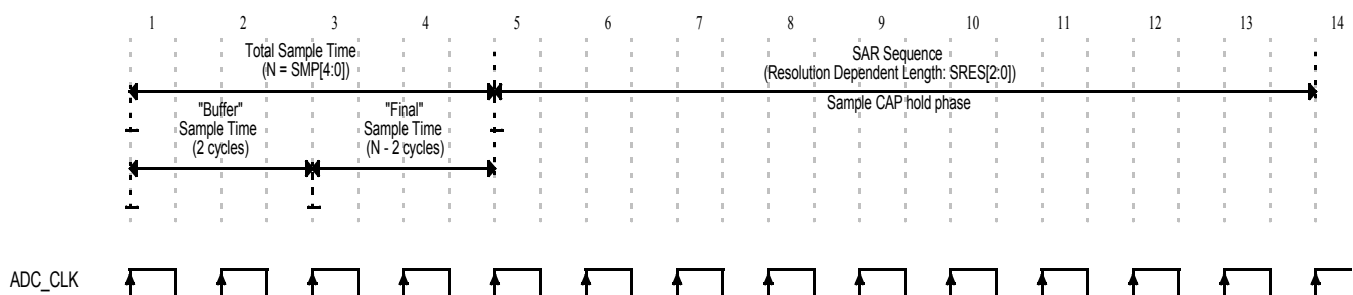 1 2 3 4 5 6 7 8 9 10 11 12 13 14
Total Sample Time
(N = SMP[4:0])
SAR Sequence
(Resolution Dependent Length: SRES[2:0])
Sample CAP hold phase
"Buffer"
Sample Time
(2 cycles)
"Final"
Sample Time
(N - 2 cycles)
ADC_CLK